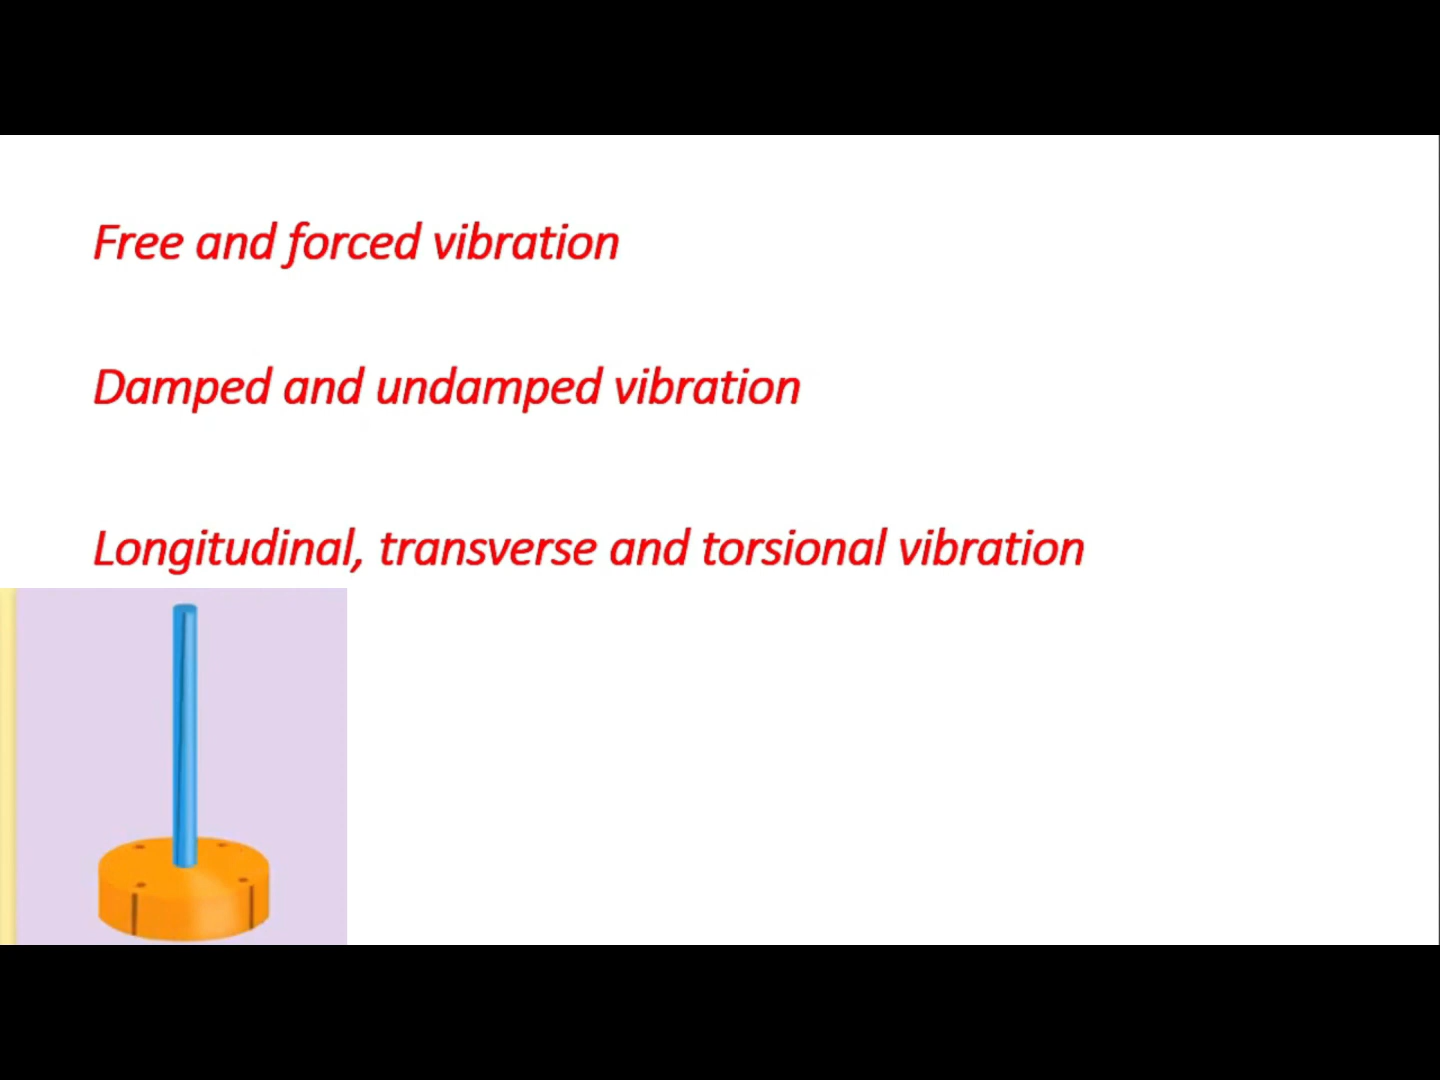 Free and forced vibration
Damped and undamped vibration
Longitudinal, transverse and torsional vibration